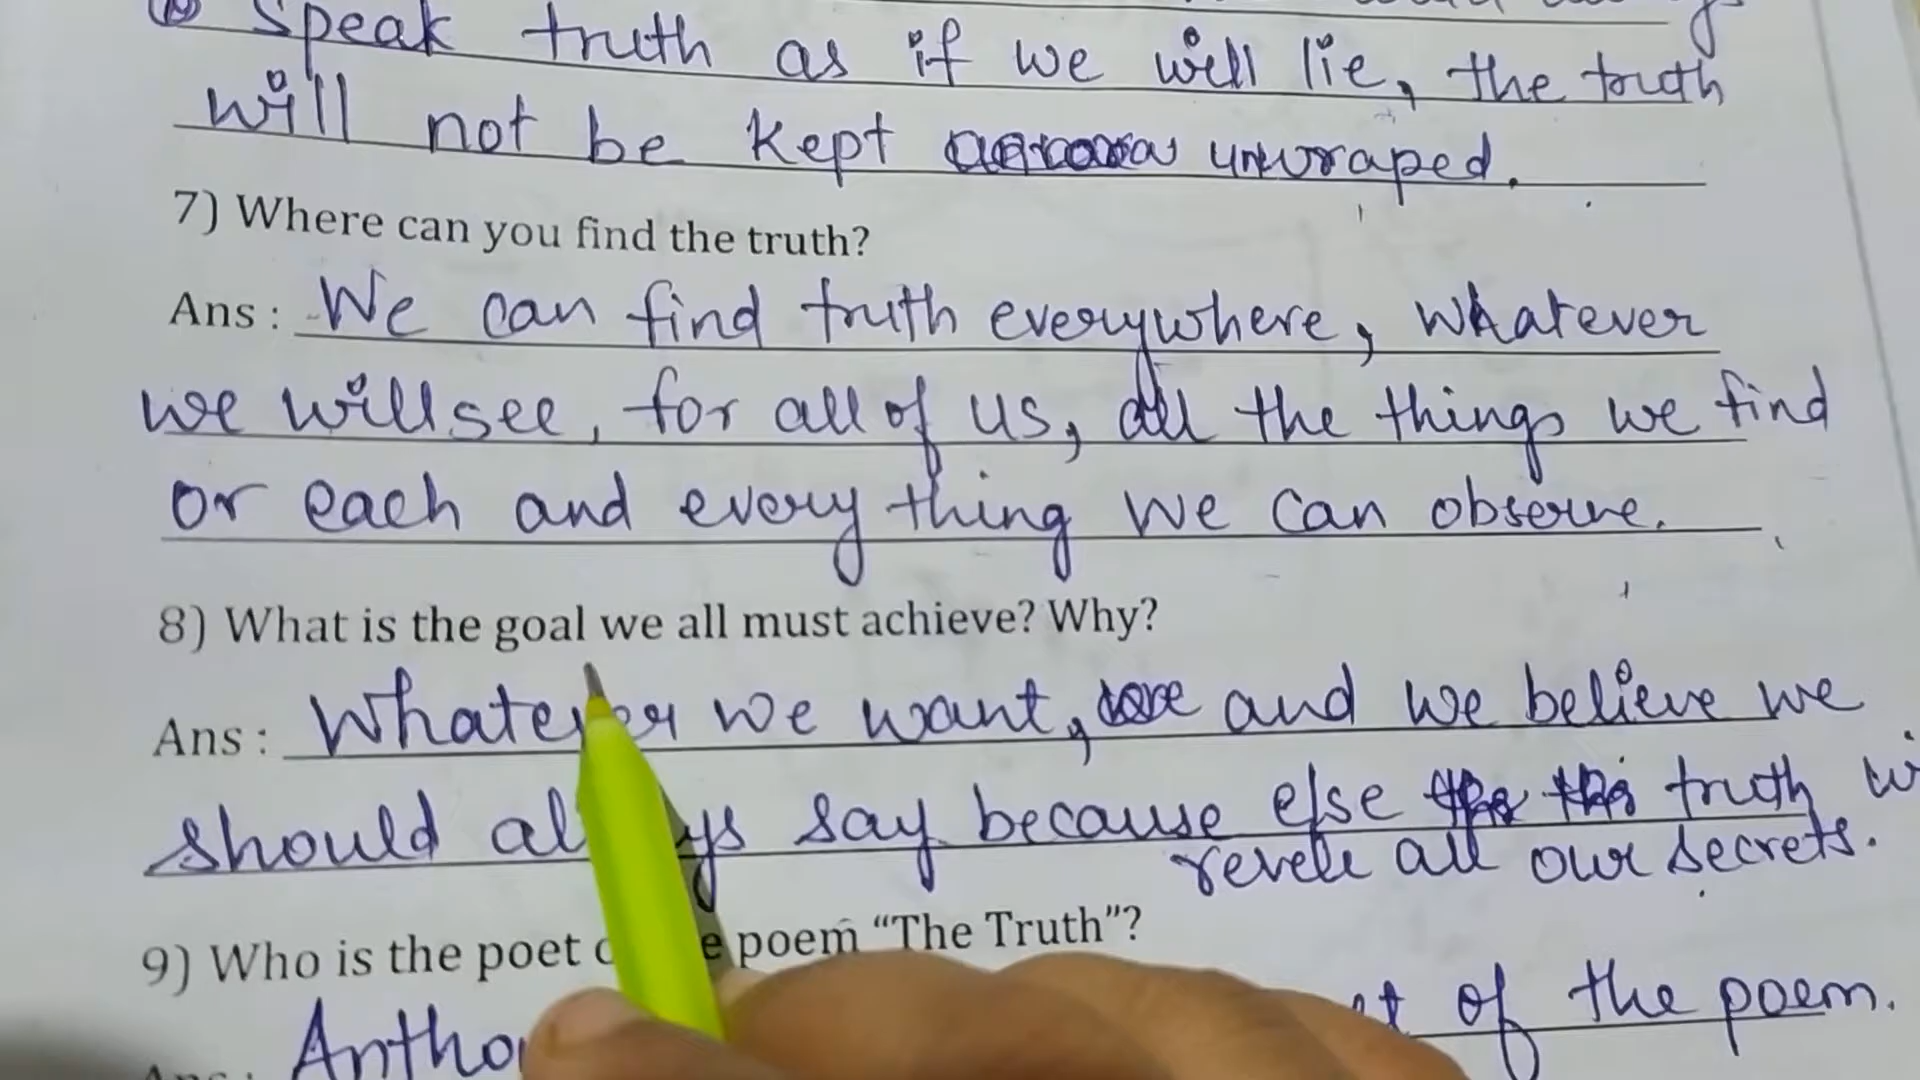 speak truth as if we will lie, the truth
will not be kept unwraped.
7) Where can you find the truth?
Ans : We can find truth everywhere, whatever
we will see, for all of us, all the things we find
or each and every thing we can observe.
8) What is the goal we all must achieve? Why?
Ans : Whatever we want, and we believe we
should always say because else truth wi
revele all our secrets.
9) Who is the poet poem “The Truth”?
Antho of the poem.